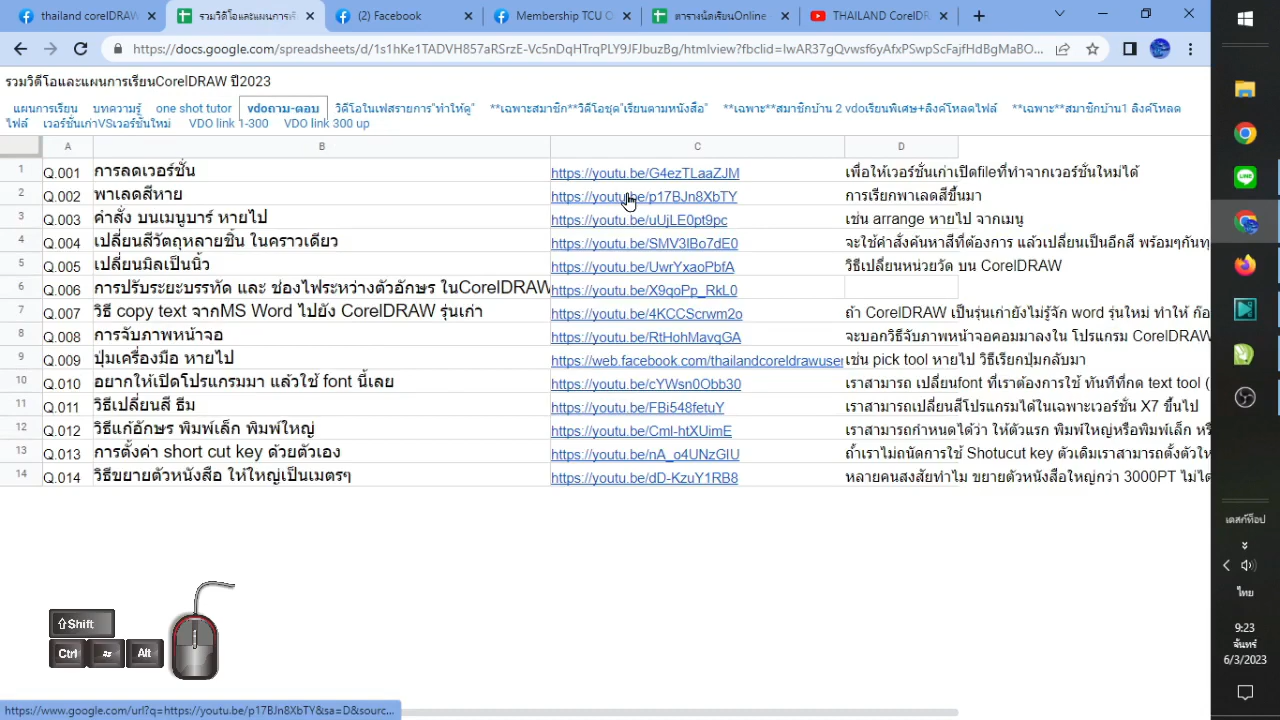 thailand corelDRAW
รวมวิดีโอและแผนการเรี
(2) Facebook
Membership TCU O
ตารางนัดเรียนOnline
THAILAND CorelDR
https://docs.google.com/spreadsheets/d/1s1hKe1TADVH857aRSrzE-Vc5nDqHTrqPLY9JFJbuzBg/htmlview?fbclid=IwAR37gQvwsf6yAfxPSwpScFajfHdBgMaBO...
รวมวิดีโอและแผนการเรียนCorelDRAW ปี2023
แผนการเรียน บทความรู้ one shot tutor vdoถาม-ตอบ วิดีโอในเฟสรายการ"ทำให้ดู" **เฉพาะสมาชิก**วิดีโอชุด"เรียนตามหนังสือ" **เฉพาะ**สมาชิกบ้าน 2 vdoเรียนพิเศษ+ลิงค์โหลดไฟล์ **เฉพาะ**สมาชิกบ้าน1 ลิงค์โหลด
ไฟล์ เวอร์ชั่นเก่าVSเวอร์ชั่นใหม่ VDO link 1-300 VDO link 300 up
A B C D
1 Q.001 การลดเวอร์ชั่น https://youtu.be/G4ezTLaaZJM เพื่อให้เวอร์ชั่นเก่าเปิดfileที่ทำจากเวอร์ชั่นใหม่ได้
2 Q.002 พาเลดสีหาย https://youtu.be/p17BJn8XbTY การเรียกพาเลดสีขึ้นมา
3 Q.003 คำสั่ง บนเมนูบาร์ หายไป https://youtu.be/uUjLE0pt9pc เช่น arrange หายไป จากเมนู
4 Q.004 เปลี่ยนสีวัตถุหลายชิ้น ในคราวเดียว https://youtu.be/SMV3lBo7dE0 จะใช้คำสั่งค้นหาสีที่ต้องการ แล้วเปลี่ยนเป็นอีกสี พร้อมๆกันทุ
5 Q.005 เปลี่ยนมิลเป็นนิ้ว https://youtu.be/UwrYxaoPbfA วิธีเปลี่ยนหน่วยวัด บน CorelDRAW
6 Q.006 การปรับระยะบรรทัด และ ช่องไฟระหว่างตัวอักษร ในCorelDRAW https://youtu.be/X9qoPp_RkL0
7 Q.007 วิธี copy text จากMS Word ไปยัง CorelDRAW รุ่นเก่า https://youtu.be/4KCCScrwm2o ถ้า CorelDRAW เป็นรุ่นเก่ายังไม่รู้จัก word รุ่นใหม่ ทำให้ ก๊อ
8 Q.008 การจับภาพหน้าจอ https://youtu.be/RtHohMavqGA จะบอกวิธีจับภาพหน้าจอคอมมาลงใน โปรแกรม CorelDRAW
9 Q.009 ปุ่มเครื่องมือ หายไป https://web.facebook.com/thailandcoreldrawuser เช่น pick tool หายไป วิธีเรียกปุ่มกลับมา
10 Q.010 อยากให้เปิดโปรแกรมมา แล้วใช้ font นี้เลย https://youtu.be/cYWsn0Obb30 เราสามารถ เปลี่ยนfont ที่เราต้องการใช้ ทันทีที่กด text tool (
11 Q.011 วิธีเปลี่ยนสี ธีม https://youtu.be/FBi548fetuY เราสามารถเปลี่ยนสีโปรแกรมได้ในเฉพาะเวอร์ชั่น X7 ขึ้นไป
12 Q.012 วิธีแก้อักษร พิมพ์เล็ก พิมพ์ใหญ่ https://youtu.be/Cml-htXUimE เราสามารถกำหนดได้ว่า ให้ตัวแรก พิมพ์ใหญ่หรือพิมพ์เล็ก หรื
13 Q.013 การตั้งค่า short cut key ด้วยตัวเอง https://youtu.be/nA_o4UNzGIU ถ้าเราไม่ถนัดการใช้ Shotucut key ตัวเดิมเราสามารถตั้งตัวให
14 Q.014 วิธีขยายตัวหนังสือ ให้ใหญ่เป็นเมตรๆ https://youtu.be/dD-KzuY1RB8 หลายคนสงสัยทำไม ขยายตัวหนังสือใหญ่กว่า 3000PT ไม่ได
Shift
Ctrl Alt
https://www.google.com/url?q=https://youtu.be/p17BJn8XbTY&sa=D&sourc...
LINE
เดสก์ท็อป
ไทย
9:23
จันทร์
6/3/2023